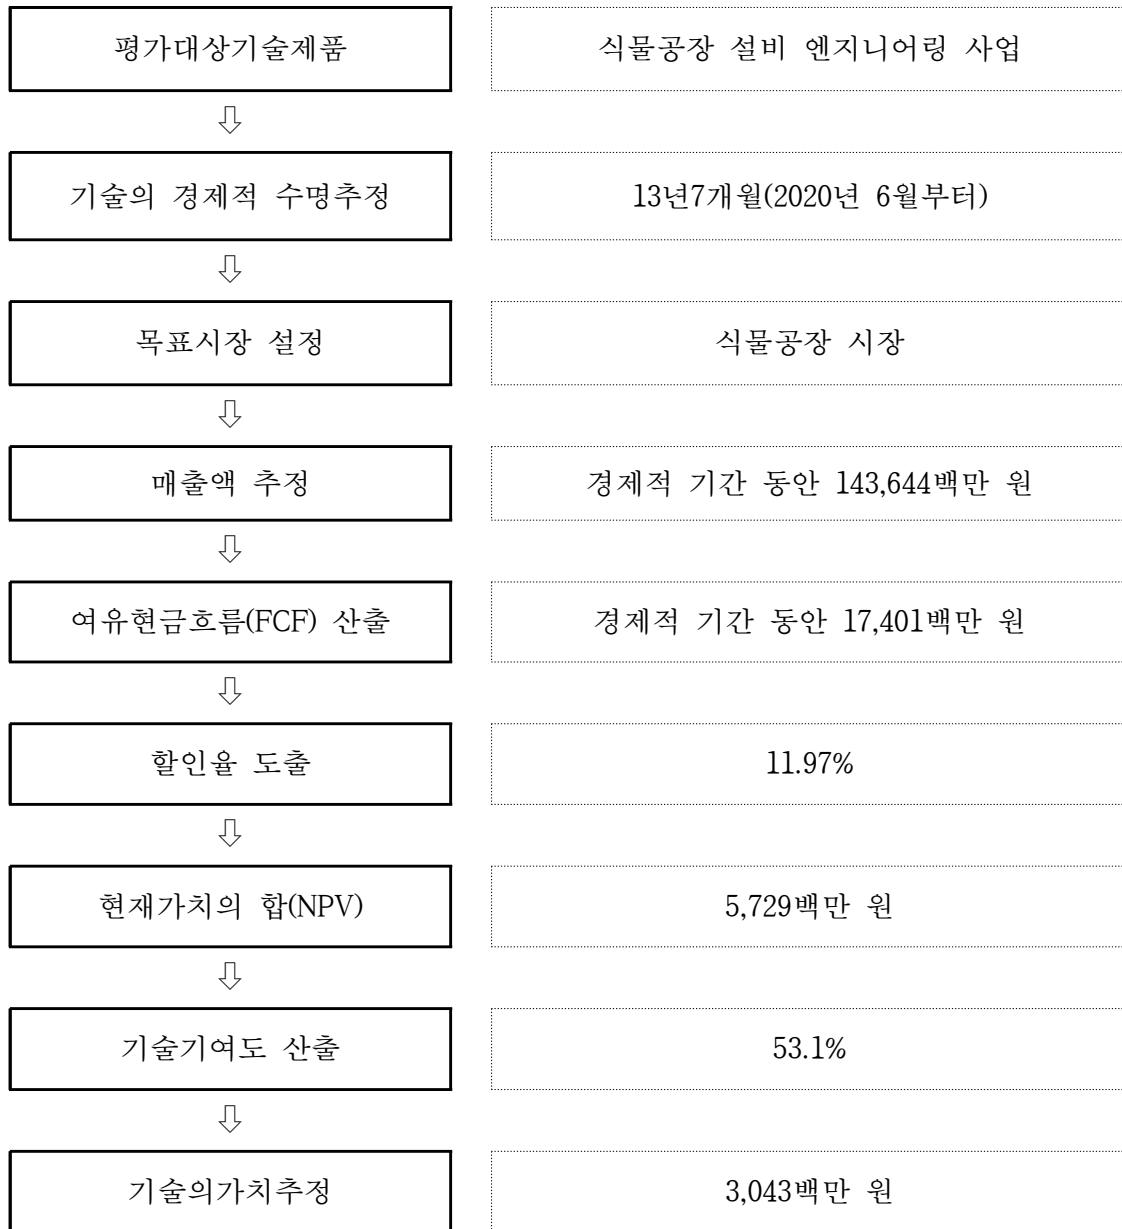 평가대상기술제품
식물공장 설비 엔지니어링 사업
⇩
기술의 경제적 수명추정
13년7개월(2020년 6월부터)
⇩
목표시장 설정
식물공장 시장
⇩
매출액 추정
경제적 기간 동안 143,644백만 원
⇩
여유현금흐름(FCF) 산출
경제적 기간 동안 17,401백만 원
⇩
할인율 도출
11.97%
⇩
현재가치의 합(NPV)
5,729백만 원
⇩
기술기여도 산출
53.1%
⇩
기술의가치추정
3,043백만 원